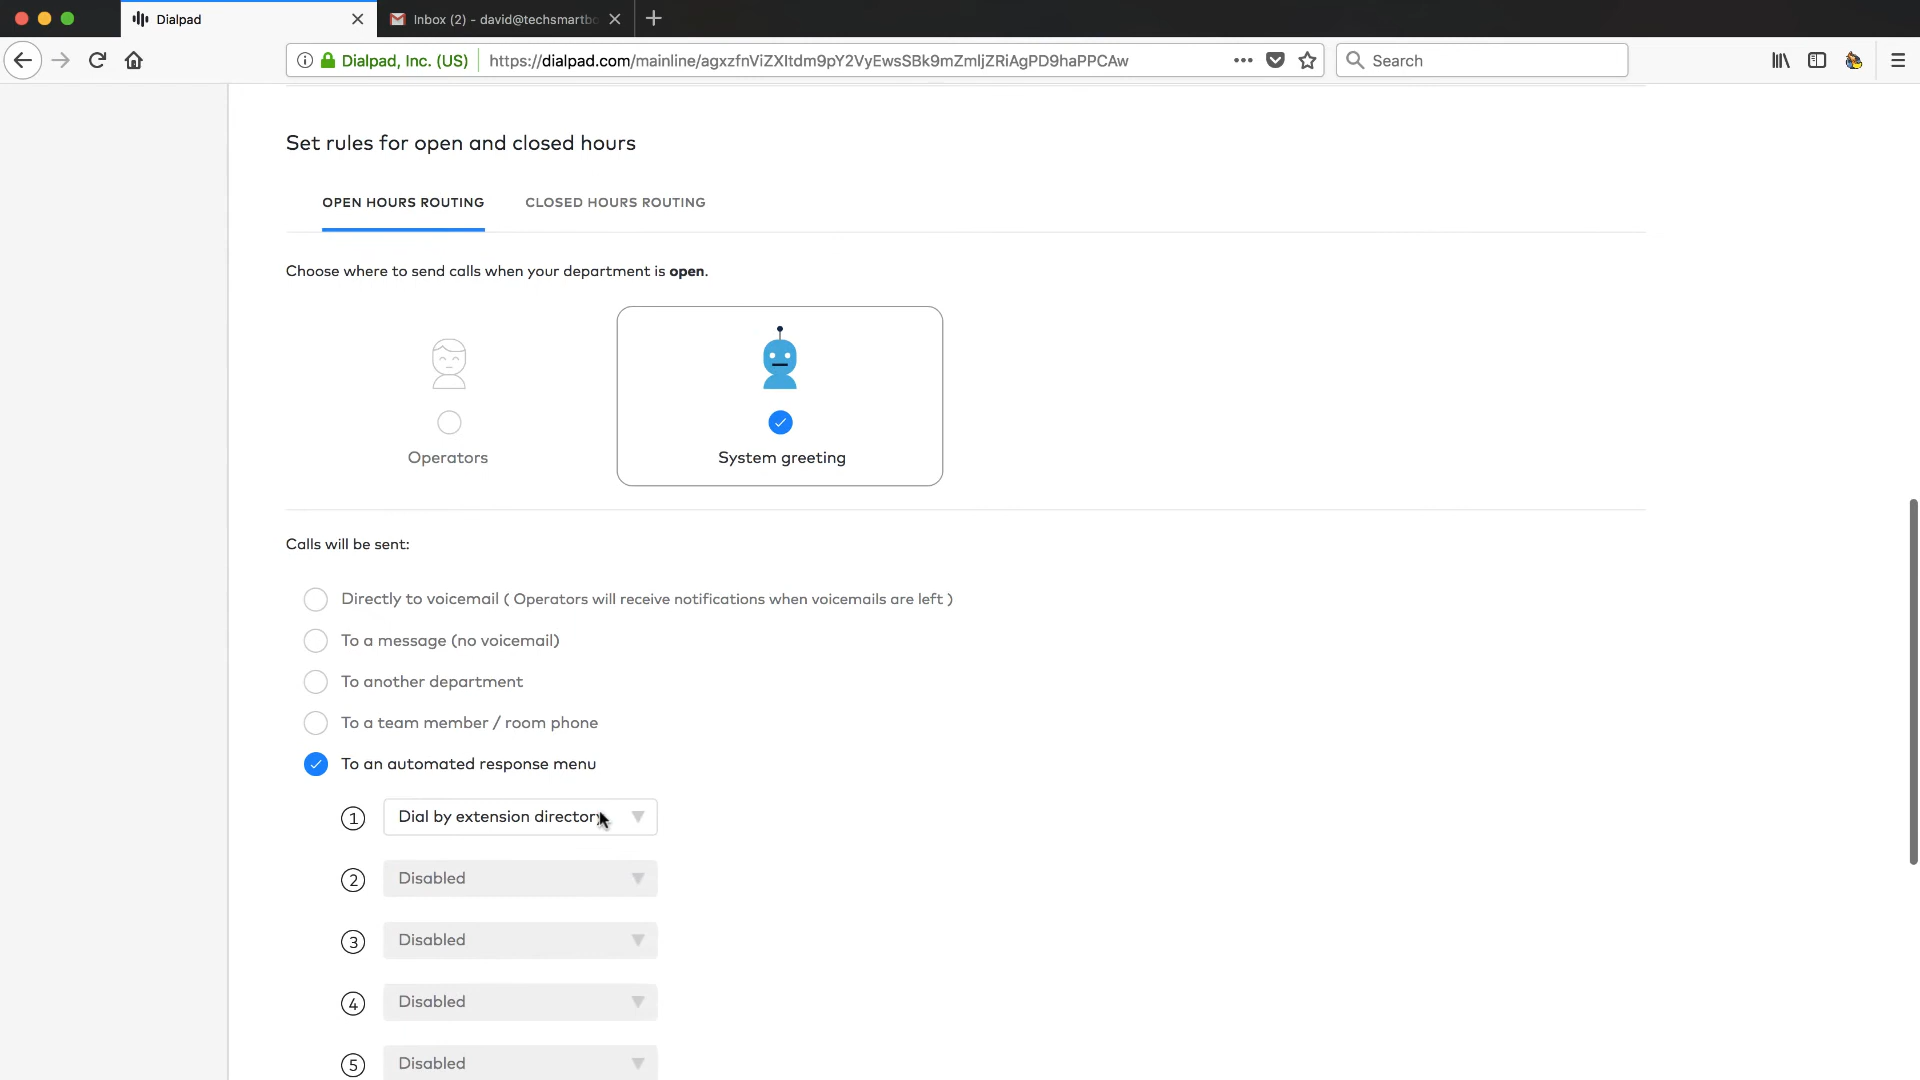 Dialpad
Inbox (2) - david@techsmartbo
Dialpad, Inc. (US)
https://dialpad.com/mainline/agxzfnViZXItdm9pY2VyEwsSBk9mZmljZRiAgPD9haPPCAw
Search
Set rules for open and closed hours
OPEN HOURS ROUTING
CLOSED HOURS ROUTING
Choose where to send calls when your department is open.
Operators
System greeting
Calls will be sent:
Directly to voicemail ( Operators will receive notifications when voicemails are left )
To a message (no voicemail)
To another department
To a team member / room phone
To an automated response menu
1 Dial by extension directory
2 Disabled
3 Disabled
4 Disabled
5 Disabled